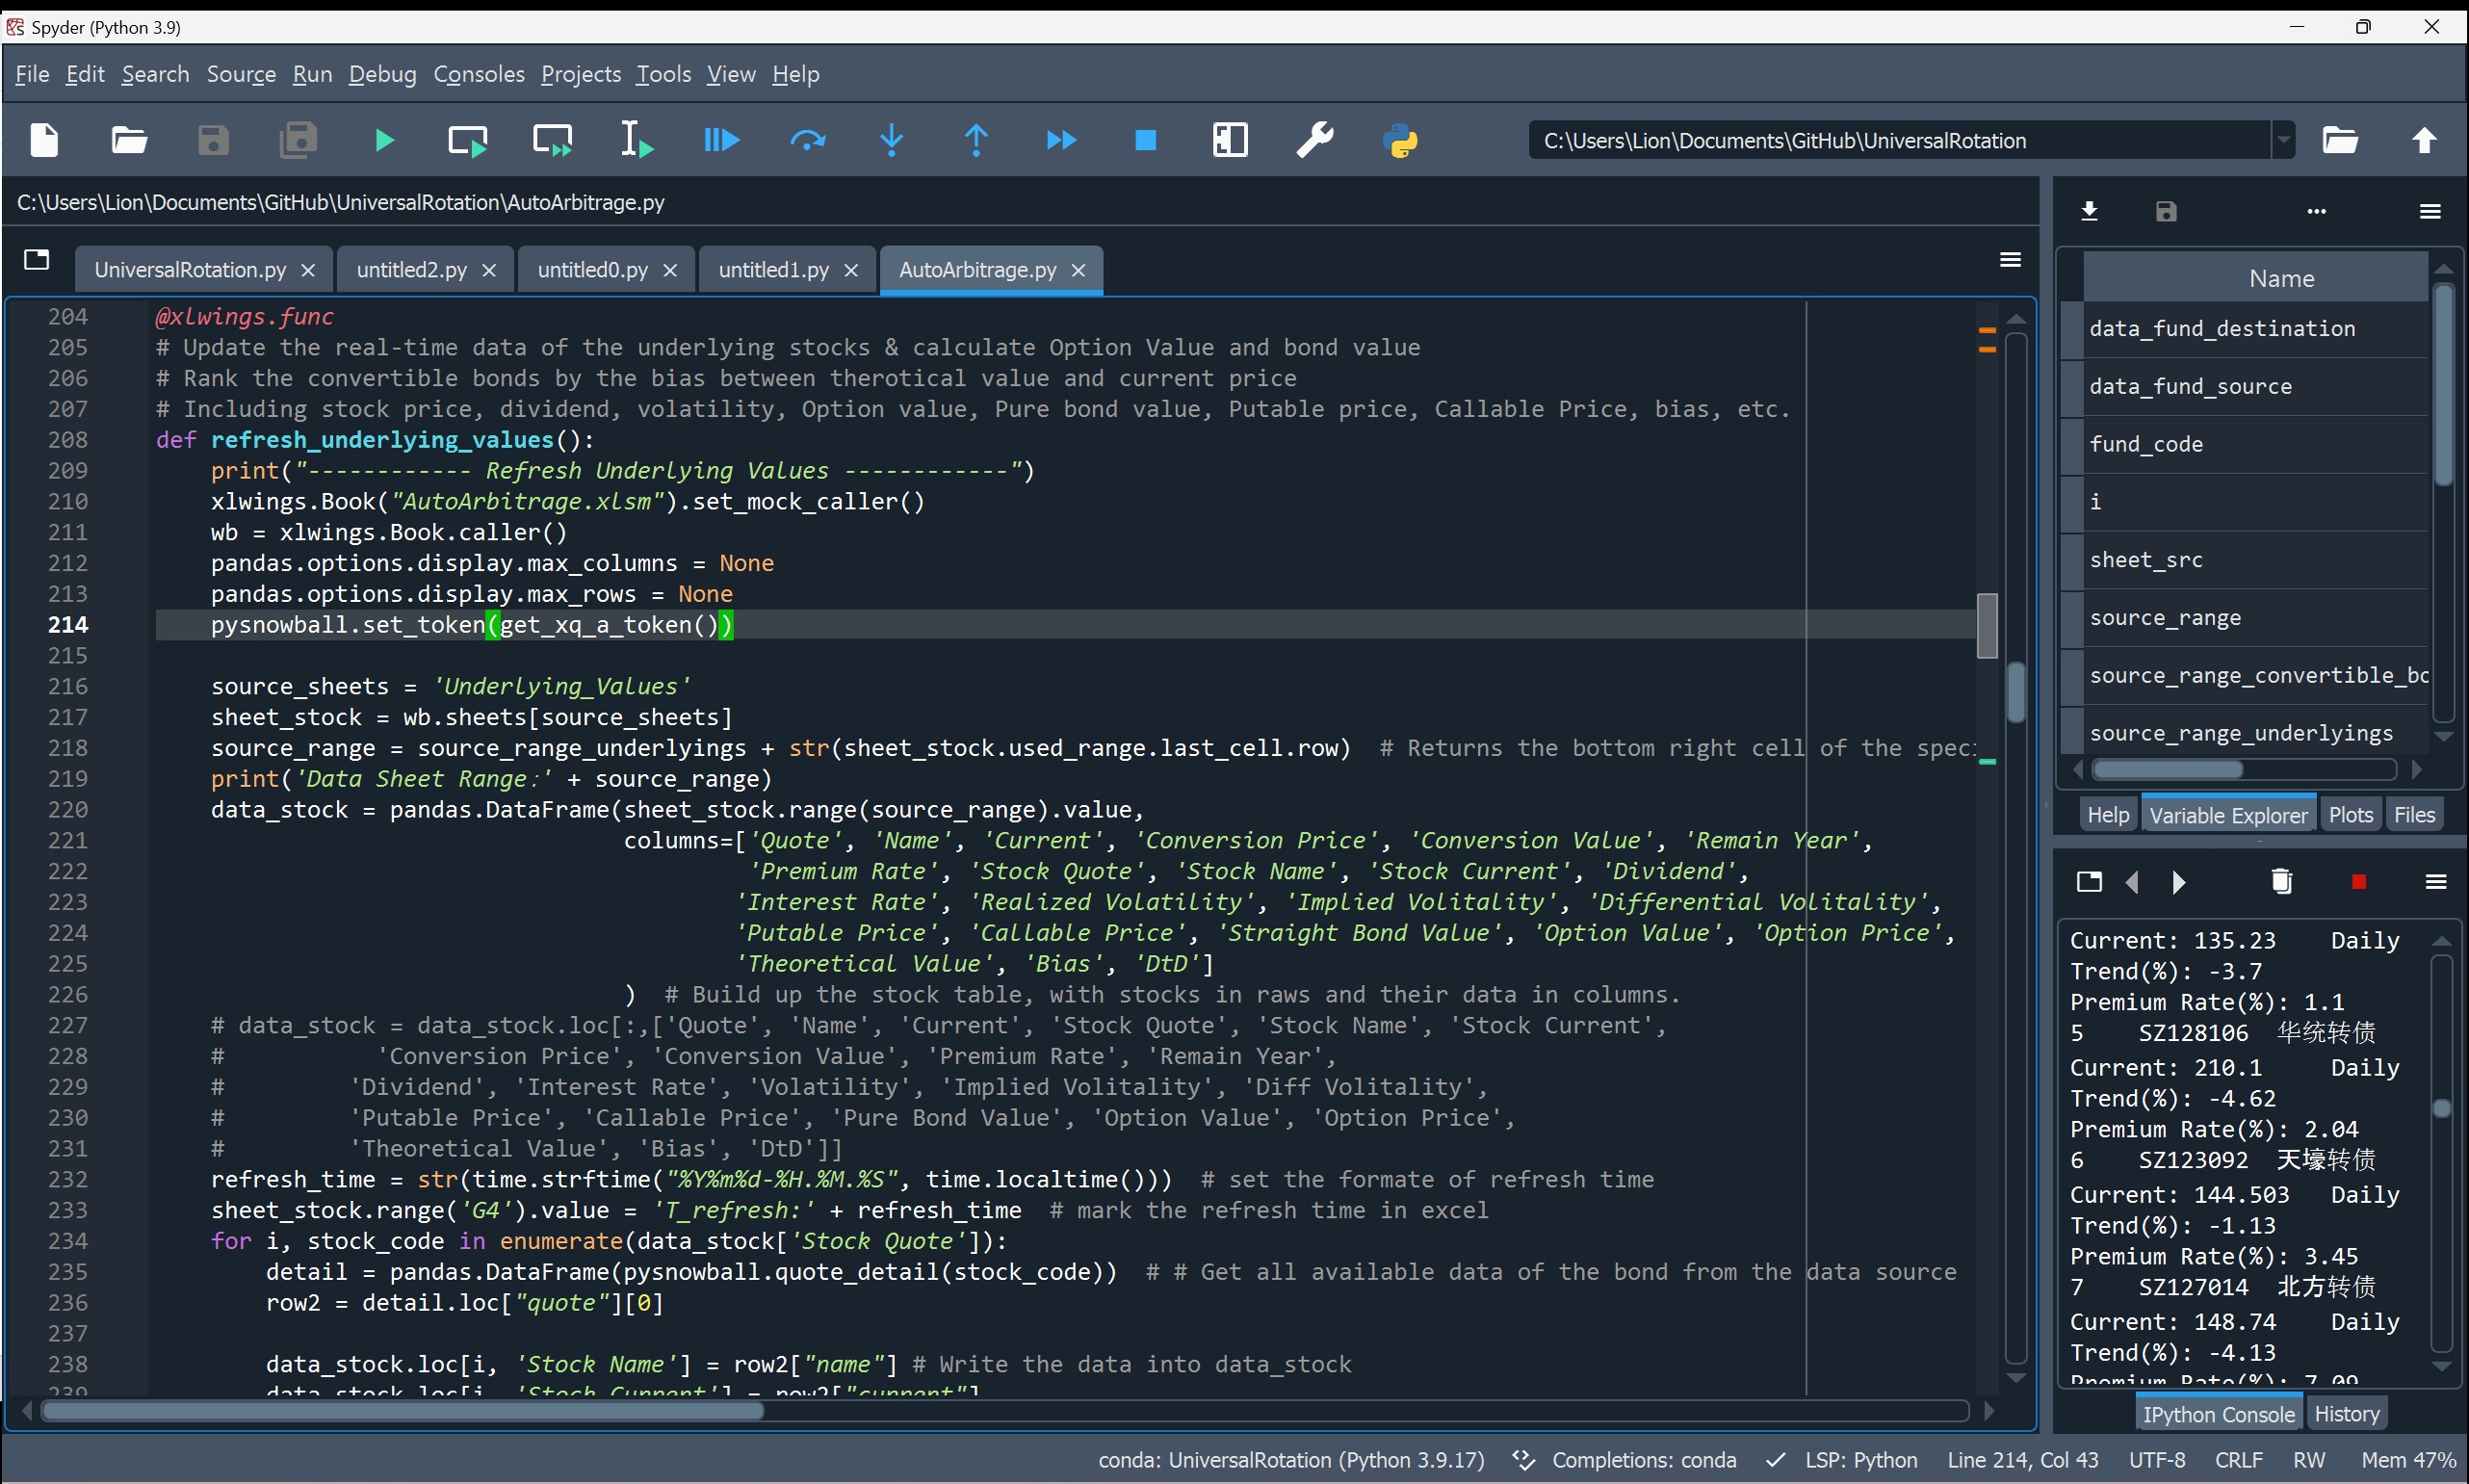 Spyder (Python 3.9)
File Edit Search Source Run Debug Consoles Projects Tools View Help
C:\Users\Lion\Documents\GitHub\UniversalRotation
C:\Users\Lion\Documents\GitHub\UniversalRotation\AutoArbitrage.py
UniversalRotation.py untitled2.py untitled0.py untitled1.py AutoArbitrage.py
204 @xlwings.func
205 # Update the real-time data of the underlying stocks & calculate Option Value and bond value
206 # Rank the convertible bonds by the bias between therotical value and current price
207 # Including stock price, dividend, volatility, Option value, Pure bond value, Putable price, Callable Price, bias, etc.
208 def refresh_underlying_values():
209     print("------------ Refresh Underlying Values ------------")
210     xlwings.Book("AutoArbitrage.xlsm").set_mock_caller()
211     wb = xlwings.Book.caller()
212     pandas.options.display.max_columns = None
213     pandas.options.display.max_rows = None
214     pysnowball.set_token(get_xq_a_token())
215
216     source_sheets = 'Underlying_Values'
217     sheet_stock = wb.sheets[source_sheets]
218     source_range = source_range_underlyings + str(sheet_stock.used_range.last_cell.row)  # Returns the bottom right cell of the spec
219     print('Data Sheet Range:' + source_range)
220     data_stock = pandas.DataFrame(sheet_stock.range(source_range).value,
221                                   columns=['Quote', 'Name', 'Current', 'Conversion Price', 'Conversion Value', 'Remain Year',
222                                            'Premium Rate', 'Stock Quote', 'Stock Name', 'Stock Current', 'Dividend',
223                                           'Interest Rate', 'Realized Volatility', 'Implied Volitality', 'Differential Volitality',
224                                           'Putable Price', 'Callable Price', 'Straight Bond Value', 'Option Value', 'Option Price',
225                                           'Theoretical Value', 'Bias', 'DtD']
226                                   )  # Build up the stock table, with stocks in raws and their data in columns.
227     # data_stock = data_stock.loc[:,['Quote', 'Name', 'Current', 'Stock Quote', 'Stock Name', 'Stock Current',
228     #           'Conversion Price', 'Conversion Value', 'Premium Rate', 'Remain Year',
229     #         'Dividend', 'Interest Rate', 'Volatility', 'Implied Volitality', 'Diff Volitality',
230     #         'Putable Price', 'Callable Price', 'Pure Bond Value', 'Option Value', 'Option Price',
231     #         'Theoretical Value', 'Bias', 'DtD']]
232     refresh_time = str(time.strftime("%Y%m%d-%H.%M.%S", time.localtime()))  # set the formate of refresh time
233     sheet_stock.range('G4').value = 'T_refresh:' + refresh_time  # mark the refresh time in excel
234     for i, stock_code in enumerate(data_stock['Stock Quote']):
235         detail = pandas.DataFrame(pysnowball.quote_detail(stock_code))  # # Get all available data of the bond from the data source
236         row2 = detail.loc["quote"][0]
237
238         data_stock.loc[i, 'Stock Name'] = row2["name"] # Write the data into data_stock
239         data_stock.loc[i, 'Stock Current'] = row2["current"]
Name
data_fund_destination
data_fund_source
fund_code
i
sheet_src
source_range
source_range_convertible_bo
source_range_underlyings
Help Variable Explorer Plots Files
Current: 135.23    Daily
Trend(%): -3.7
Premium Rate(%): 1.1
5    SZ128106  华统转债
Current: 210.1     Daily
Trend(%): -4.62
Premium Rate(%): 2.04
6    SZ123092  天壕转债
Current: 144.503   Daily
Trend(%): -1.13
Premium Rate(%): 3.45
7    SZ127014  北方转债
Current: 148.74    Daily
Trend(%): -4.13
Premium Rate(%): 7.09
IPython Console History
conda: UniversalRotation (Python 3.9.17) Completions: conda LSP: Python Line 214, Col 43 UTF-8 CRLF RW Mem 47%